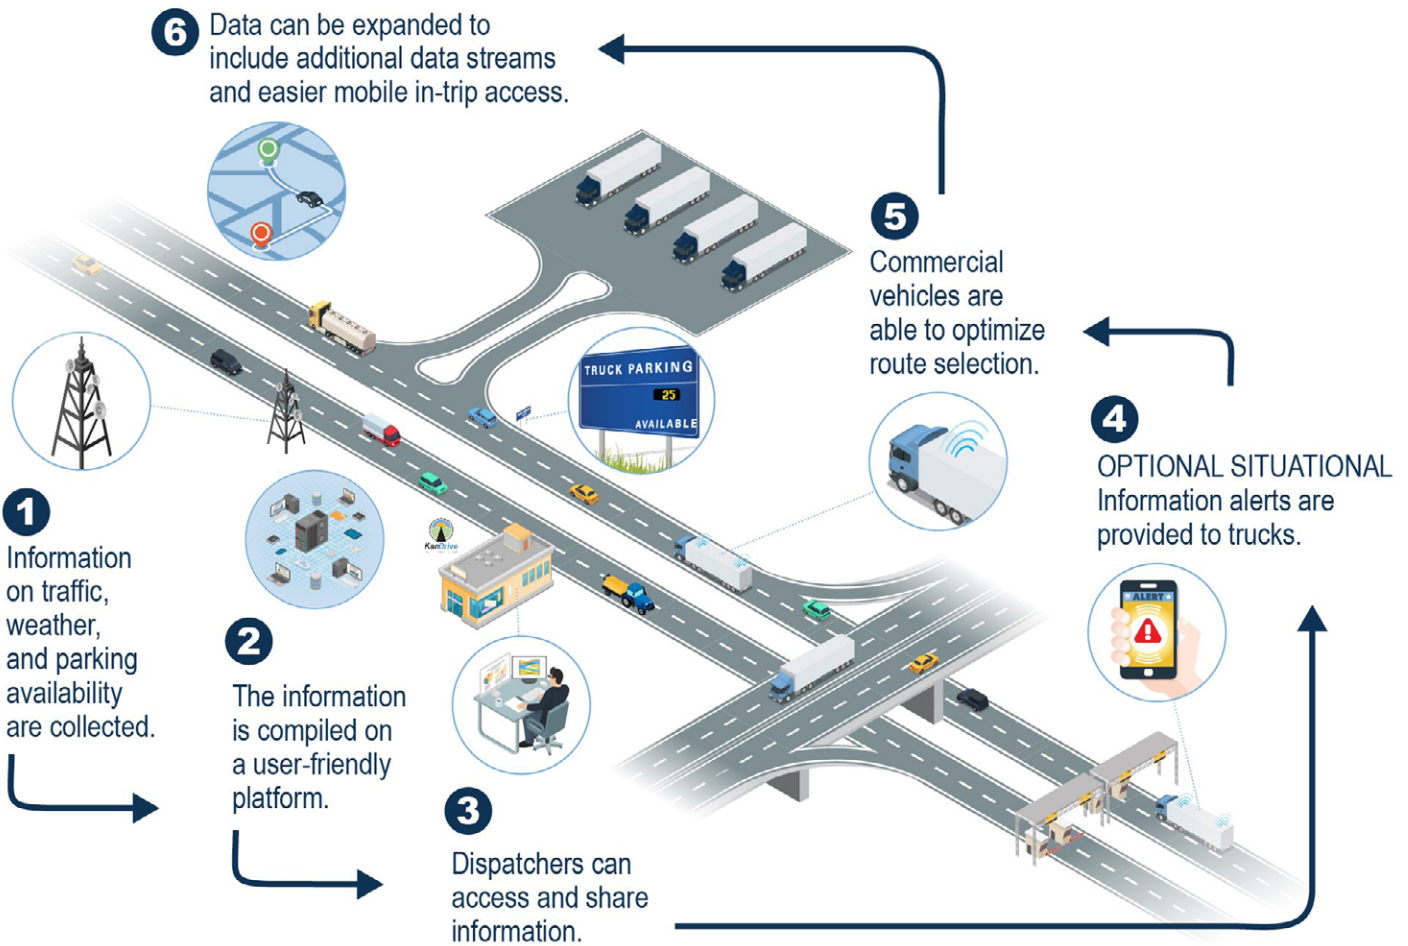 6
Data can be expanded to
include additional data streams
and easier mobile in-trip access.
5
Commercial
vehicles are
able to optimize
route selection.
TRUCK PARKING
25
AVAILABLE
4
OPTIONAL SITUATIONAL
Information alerts are
provided to trucks.
ALERT
1
Information
on traffic,
weather,
and parking
availability
are collected.
KanDrive
2
The information
is compiled on
a user-friendly
platform.
3
Dispatchers can
access and share
information.